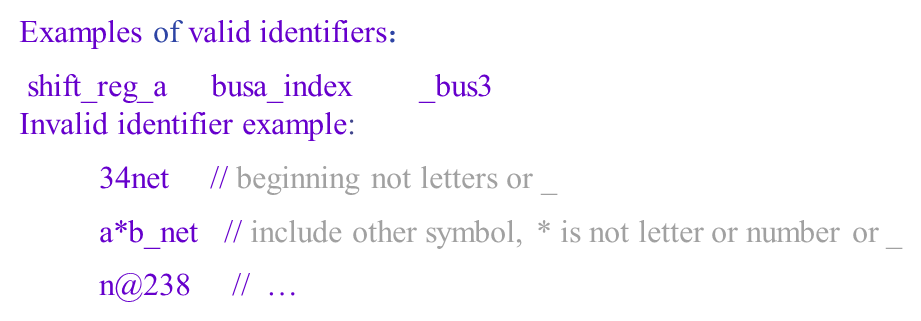 Examples of valid identifiers:
shift_reg_a busa_index _bus3
Invalid identifier example:
34net // beginning not letters or _
a*b_net // include other symbol, * is not letter or number or _
n@238 // …